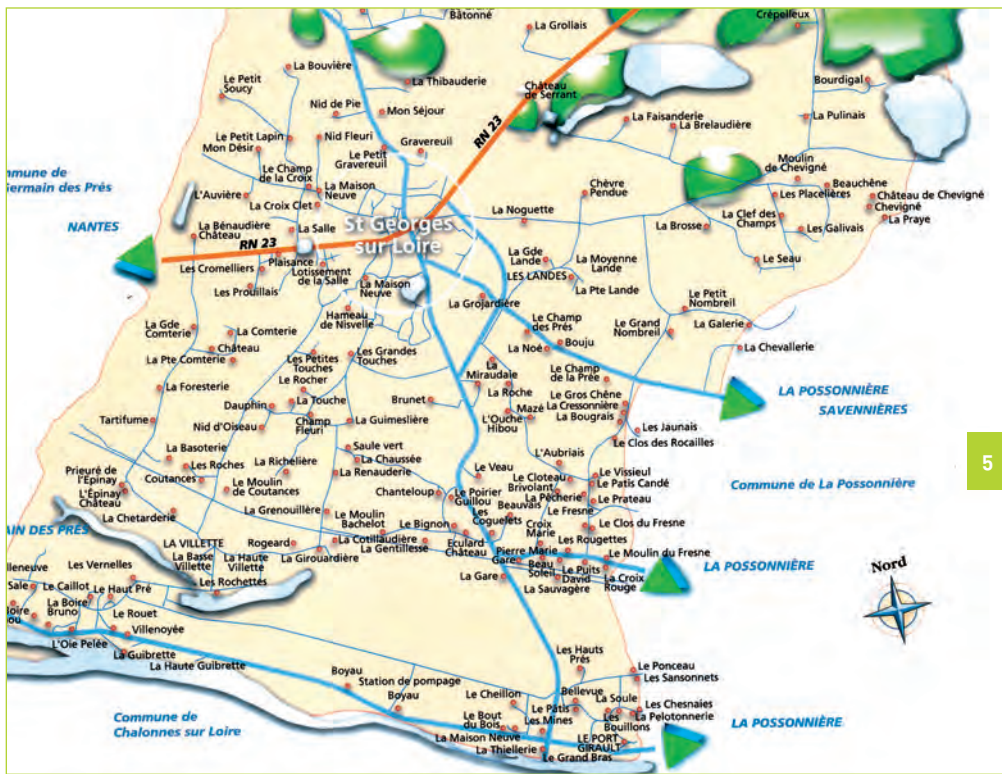 Bâtonné
La Grollais
Crépelleux
La Bouvière
Le Petit
Soucy
La Thibauderie
Château
de Serrant
Bourdigal
Nid de Pie
Mon Séjour
La Faisanderie
La Brelaudière
La Pulinais
RN 23
Le Petit Lapin
Mon Désir
Nid Fleuri
Gravereuil
Le Petit
Gravereuil
mmune de
Germain des Prés
Le Champ
de la Croix
La Maison
Neuve
L'Auvière
La Croix Clet
Chèvre
Pendue
Moulin
de Chevigné
Beauchêne
Les Placelières
Château de Chevigné
Chevigné
La Praye
NANTES
La Bénaudière
Château
La Salle
St Georges
sur Loire
La Noguette
La Brosse
La Clef des
Champs
Les Galivais
RN 23
Plaisance
Les Cromelliers
Lotissement
de la Salle
La Gde
Lande
La Moyenne
Lande
Le Seau
Les Prouillais
La Maison
Neuve
LES LANDES
La Pte Lande
La Grojardière
Le Petit
Nombreil
Hameau
de Nisvelle
La Gde
Comterie
La Comterie
Le Champ
des Prés
Le Grand
Nombreil
La Galerie
Château
La Pte Comterie
Les Petites
Touches
Les Grandes
Touches
La Noé
Bouju
La Chevallerie
La Foresterie
Le Rocher
La
Miraudaie
Le Champ
de la Prée
La Roche
LA POSSONNIÈRE
SAVENNIÈRES
Dauphin
La Touche
Brunet
Mazé
Le Gros Chêne
La Cressonnière
La Bougrais
Tartifume
Nid d'Oiseau
Champ
Fleuri
La Guimeslière
L'Ouche
Hibou
Les Jaunais
Le Clos des Rocailles
5
La Basoterie
Saule vert
La Chaussée
L'Aubriais
Les Roches
La Richelière
La Renauderie
Le Veau
Le Vissieul
Prieuré de
l'Epinay
Coutances
Le Moulin
de Coutances
Le Cloteau
Brivolant
Le Patis Candé
Commune de La Possonnière
L'Épinay
Château
Chanteloup
Le Poirier
Guillou
La Pêcherie
Le Prateau
La Chetarderie
La Grenouillère
Le Moulin
Bachelot
Les
Coguelets
Beauvais
Le Fresne
Le Bignon
Croix
Marie
Le Clos du Fresne
AIN DES PRÉS
LA VILLETTE
Rogeard
La Cotillaudière
La Gentillesse
Eculard
Château
Les Rougettes
La Basse
Villette
La Haute
Villette
La Girouardière
Pierre Marie
Gare
Le Moulin du Fresne
lleneuve
Les Vernelles
Les Rochettes
La Gare
Beau
Soleil
David
Le Puits
La Croix
Rouge
LA POSSONNIÈRE
Nord
Sale
Le Caillot
Le Haut Pré
La Sauvagère
La Boire
Bruno
Le Rouet
oire
ou
Villenoyée
L'Oie Pelée
La Guibrette
La Haute Guibrette
Les Hauts
Prés
Le Ponceau
Les Sansonnets
Boyau
Station de pompage
Bellevue
Boyau
Le Cheillon
La Soule
Les Chesnaies
Le Pâtis
Commune de
Chalonnes sur Loire
Le Bout
du Bois
Les Mines
Les
Bouillons
La Pelotonnerie
LA POSSONNIÈRE
La Maison Neuve
LE PORT
GIRAULT
La Thiellerie
Le Grand Bras